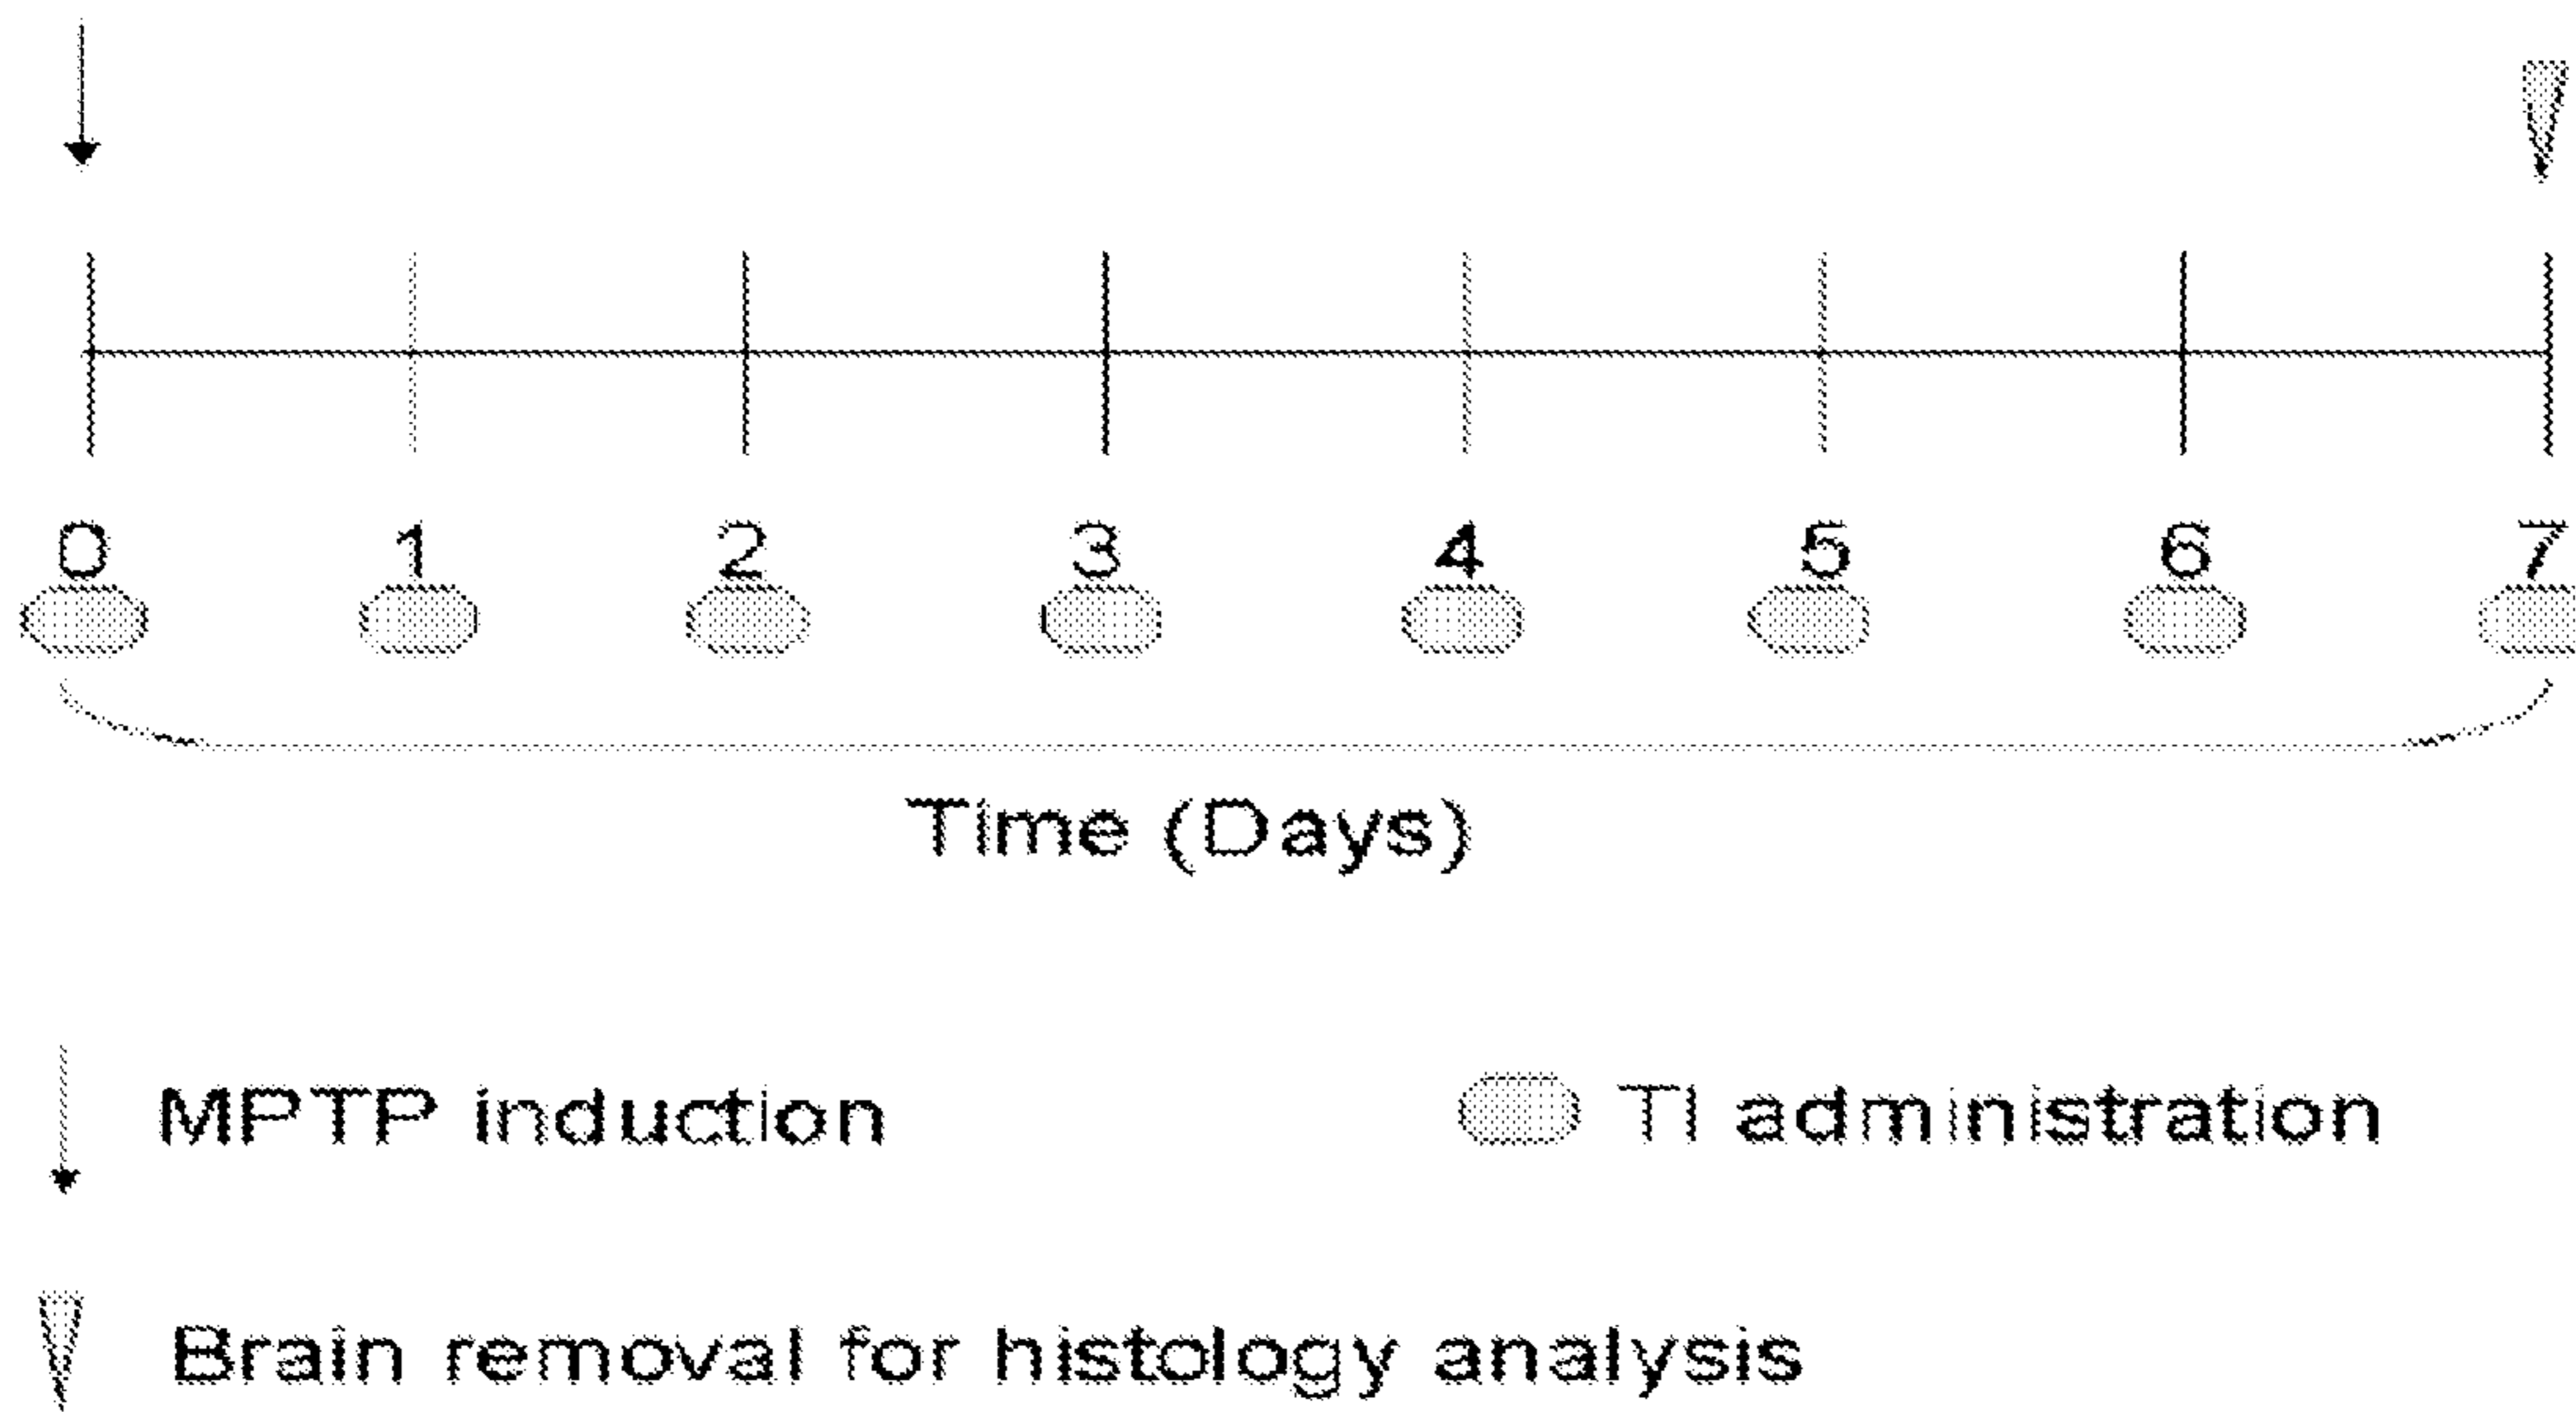 0 1 2 3 4 5 6 7
Time (Days)
MPTP induction
TI administration
Brain removal for histology analysis